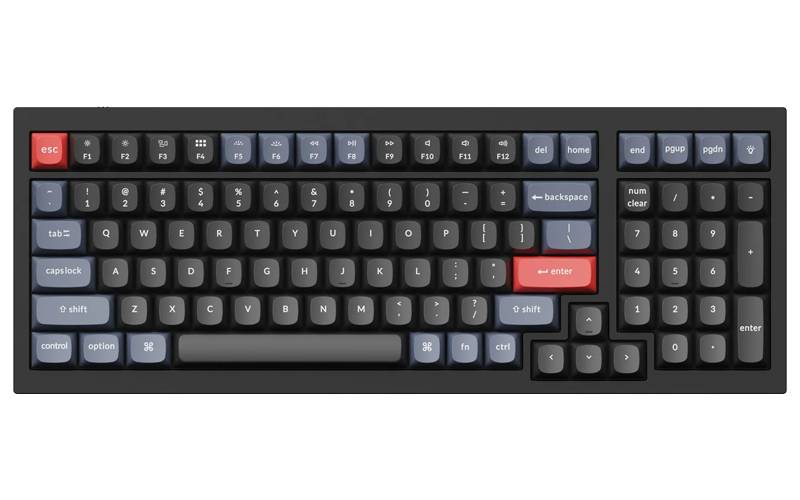 esc F1 F2 F3 F4 F5 F6 F7 F8 F9 F10 F11 F12 del home end pgup pgdn
~ ! @ # $ % ^ & * ( ) — + ← backspace num clear / * -
` 1 2 3 4 5 6 7 8 9 0 - =
tab Q W E R T Y U I O P { [ } ] | \ 7 8 9 +
caps lock A S D F G H J K L : ; " ' ↵ enter 4 5 6
⇧ shift Z X C V B N M < , > . ? / ⇧ shift ^ 1 2 3 enter
control option ⌘ ⌘ fn ctrl < ⌄ > 0 .